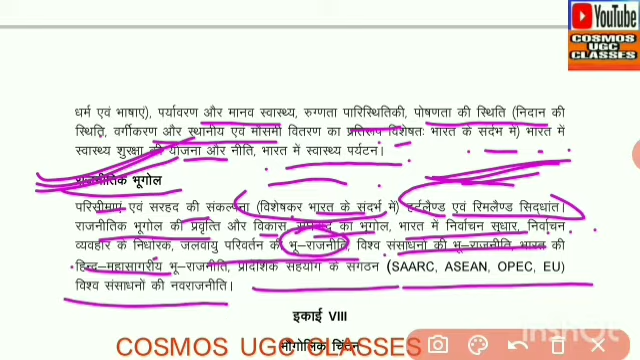 YouTube
COSMOS
UGC
CLASSES
धर्म एवं भाषाएं), पर्यावरण और मानव स्वास्थ्य, रुग्णता पारिस्थितिकी, पोषणता की स्थिति (निदान की
स्थिति, वर्गीकरण और स्थानीय एवं मौसमी वितरण का प्रतिरूप विशेषतः भारत के संदर्भ में) भारत में
स्वास्थ्य शुरक्षा की योजना और नीति, भारत में स्वास्थ्य पर्यटन।
राजनीतिक भूगोल
परिसीमाएं एवं सरहद की संकल्पना (विशेषकर भारत के संदर्भ में) हर्टलैण्ड एवं रिमलैण्ड सिद्धांत।
राजनीतिक भूगोल की प्रवृत्ति और विकास, का भूगोल, भारत में निर्वाचन सुधार, निर्वाचन
व्यवहार के निर्धारक, जलवायु परिवर्तन की भू-राजनीति विश्व संसाधनों की भू-राजनीति, भारत की
हिन्द-महासागरीय भू-राजनीति, प्रादेशिक सहयोग के संगठन (SAARC, ASEAN, OPEC, EU)
विश्व संसाधनों की नवराजनीति।
इकाई VIII
भौगोलिक चिंतन
COSMOS UGC CLASSES